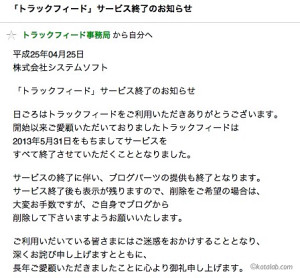 「トラックフィード」サービス終了のお知らせ
トラックフィード事務局 から自分へ
平成25年04月25日
株式会社システムソフト
「トラックフィード」サービス終了のお知らせ
日ごろはトラックフィードをご利用いただきありがとうございます。
開始以来ご愛顧いただいておりましたトラックフィードは
2013年5月31日をもちましてサービスを
すべて終了させていただくこととなりました。
サービスの終了に伴い、ブログパーツの提供も終了となります。
サービス終了後も表示が残りますので、削除をご希望の場合は、
大変お手数ですが、ご自身でブログから
削除して下さいますようお願いいたします。
ご利用いただいている皆さまにはご迷惑をおかけすることとなり、
深くお詫び申し上げますとともに、
長年ご愛顧いただきましたことに心より御礼申し上げます。
©kotalab.com